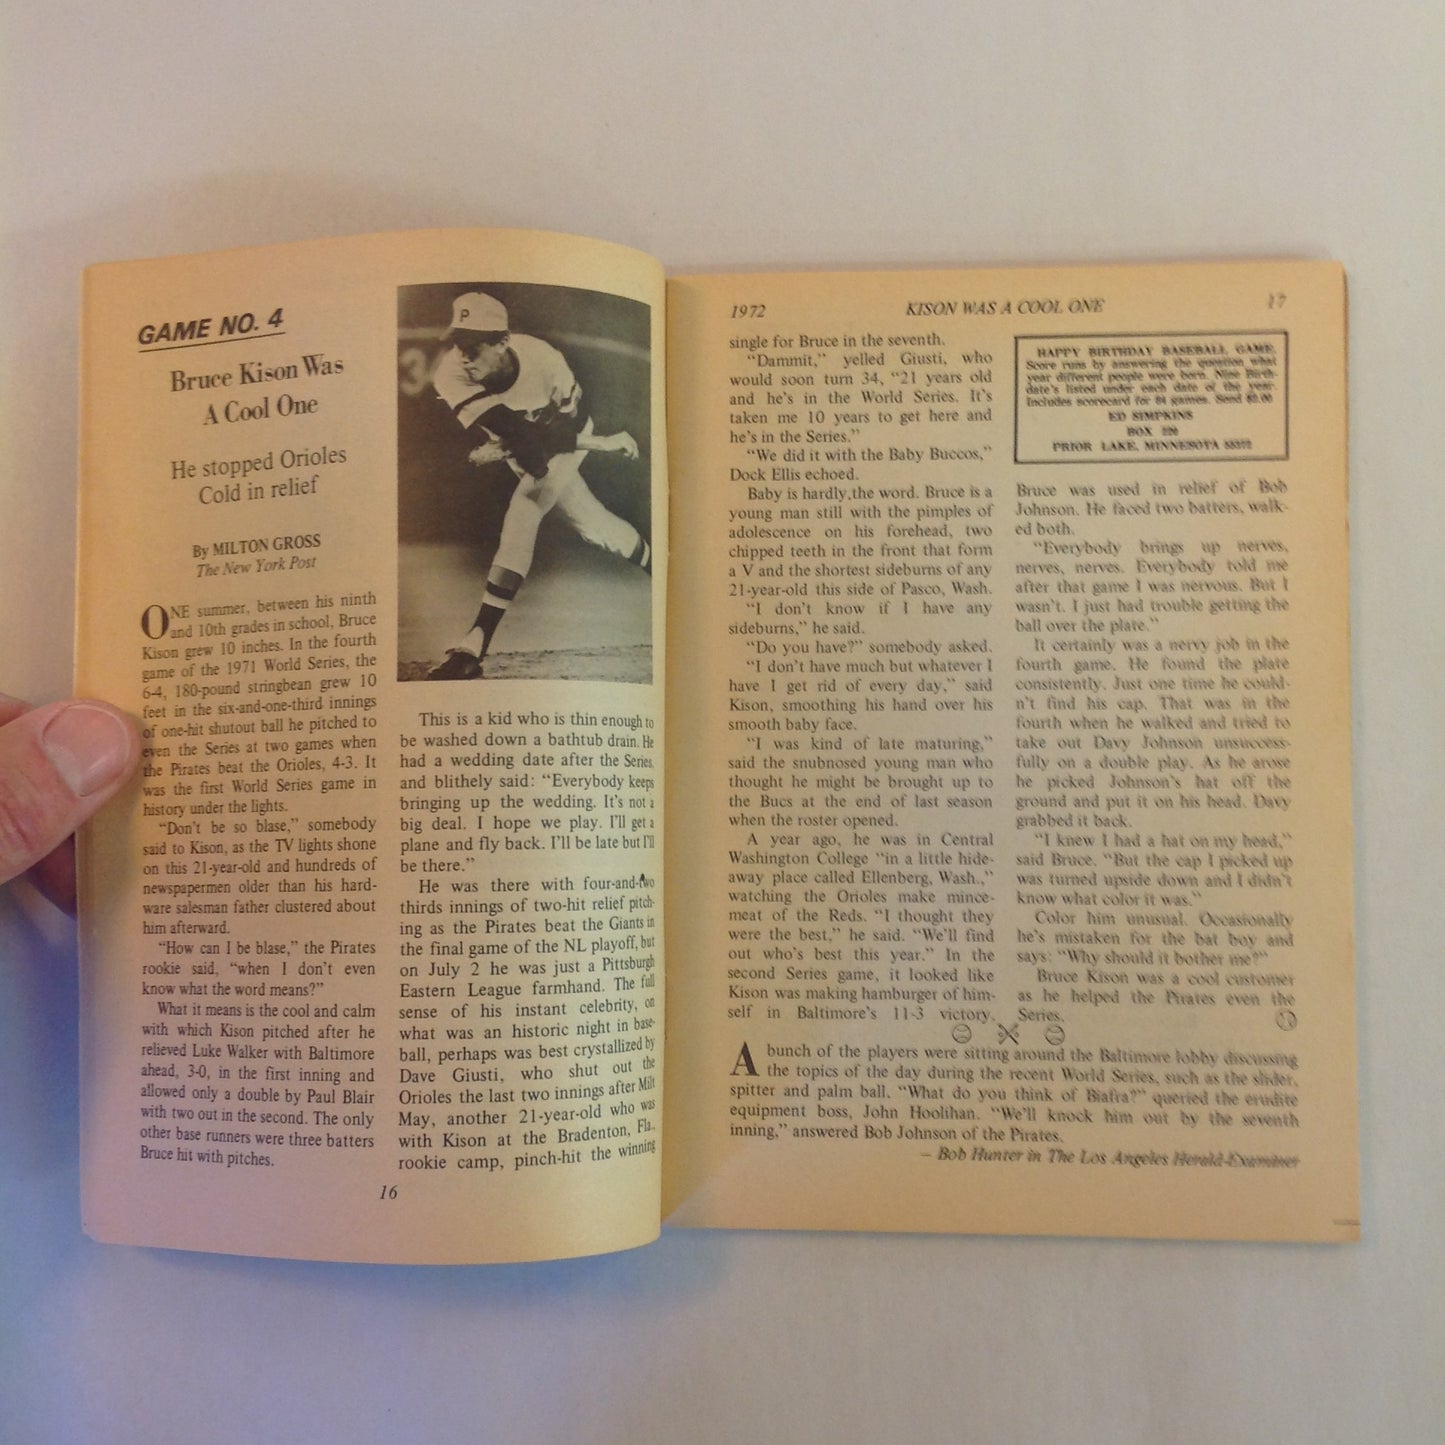 GAME NO. 4
Bruce Kison Was
A Cool One
He stopped Orioles
Cold in relief
By MILTON GROSS
The New York Post
ONE summer, between his ninth
and 10th grades in school, Bruce
Kison grew 10 inches. In the fourth
game of the 1971 World Series, the
6-4, 180-pound stringbean grew 10
feet in the six-and-one-third innings
of one-hit shutout ball he pitched to
even the Series at two games when
the Pirates beat the Orioles, 4-3. It
was the first World Series game in
history under the lights.
“Don't be so blase,” somebody
said to Kison, as the TV lights shone
on this 21-year-old and hundreds of
newspapermen older than his hard-
ware salesman father clustered about
him afterward.
“How can I be blase,” the Pirates
rookie said, “when I don't even
know what the word means?”
What it means is the cool and calm
with which Kison pitched after he
relieved Luke Walker with Baltimore
ahead, 3-0, in the first inning and
allowed only a double by Paul Blair
with two out in the second. The only
other base runners were three batters
Bruce hit with pitches.
P
This is a kid who is thin enough to
be washed down a bathtub drain. He
had a wedding date after the Series,
and blithely said: “Everybody keeps
bringing up the wedding. It's not a
big deal. I hope we play. I'll get a
plane and fly back. I'll be late but I'll
be there.”
He was there with four-and-two
thirds innings of two-hit relief pitch-
ing as the Pirates beat the Giants in
the final game of the NL playoff, but
on July 2 he was just a Pittsburgh
Eastern League farmhand. The full
sense of his instant celebrity, on
what was an historic night in base-
ball, perhaps was best crystallized by
Dave Giusti, who shut out the
Orioles the last two innings after Milt
May, another 21-year-old who was
with Kison at the Bradenton, Fla.,
rookie camp, pinch-hit the winning
16
1972 KISON WAS A COOL ONE 17
single for Bruce in the seventh.
“Dammit,” yelled Giusti, who
would soon turn 34, “21 years old
and he's in the World Series. It's
taken me 10 years to get here and
he's in the Series.”
“We did it with the Baby Buccos,”
Dock Ellis echoed.
Baby is hardly the word. Bruce is a
young man still with the pimples of
adolescence on his forehead, two
chipped teeth in the front that form
a V and the shortest sideburns of any
21-year-old this side of Pasco, Wash.
“I don't know if I have any
sideburns,” he said.
“Do you have?” somebody asked.
“I don't have much but whatever I
have I get rid of every day,” said
Kison, smoothing his hand over his
smooth baby face.
“I was kind of late maturing,”
said the snubnosed young man who
thought he might be brought up to
the Bucs at the end of last season
when the roster opened.
A year ago, he was in Central
Washington College “in a little hide-
away place called Ellenberg, Wash.,”
watching the Orioles make mince-
meat of the Reds. “I thought they
were the best,” he said. “We'll find
out who's best this year.” In the
second Series game, it looked like
Kison was making hamburger of him-
self in Baltimore's 11-3 victory.
HAPPY BIRTHDAY BASEBALL GAME.
Score runs by answering the question what
year different people were born. Nine Birth-
date's listed under each date of the year.
Includes scorecard for 84 games. Send $2.00
ED SIMPKINS
BOX
PRIOR LAKE, MINNESOTA 55372
Bruce was used in relief of Bob
Johnson. He faced two batters, walk-
ed both.
“Everybody brings up nerves,
nerves, nerves. Everybody told me
after that game I was nervous. But I
wasn't. I just had trouble getting the
ball over the plate.”
It certainly was a nervy job in the
fourth game. He found the plate
consistently. Just one time he could-
n't find his cap. That was in the
fourth when he walked and tried to
take out Davy Johnson unsuccess-
fully on a double play. As he arose
he picked Johnson's hat off the
ground and put it on his head. Davy
grabbed it back.
“I knew I had a hat on my head,”
said Bruce. “But the cap I picked up
was turned upside down and I didn't
know what color it was.”
Color him unusual. Occasionally
he's mistaken for the bat boy and
says: “Why should it bother me?”
Bruce Kison was a cool customer
as he helped the Pirates even the
Series.
A bunch of the players were sitting around the Baltimore lobby discussing
the topics of the day during the recent World Series, such as the slider,
spitter and palm ball. “What do you think of Biafra?” queried the erudite
equipment boss, John Hoolihan. “We'll knock him out by the seventh
inning,” answered Bob Johnson of the Pirates.
— Bob Hunter in The Los Angeles Herald-Examiner